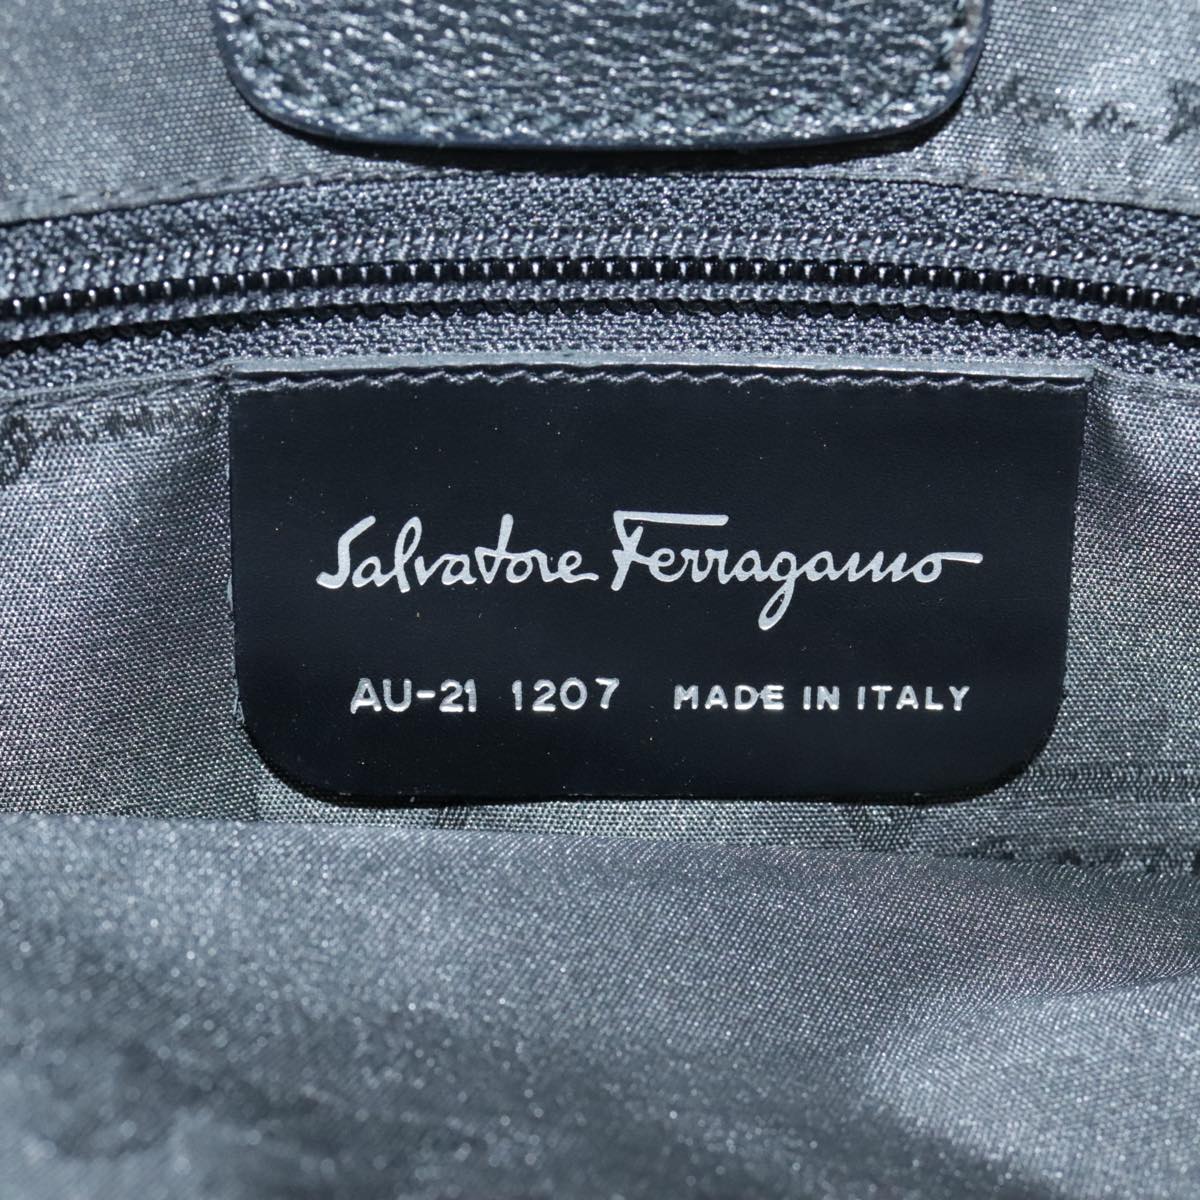 Salvatore Ferragamo
AU-21 1207 MADE IN ITALY